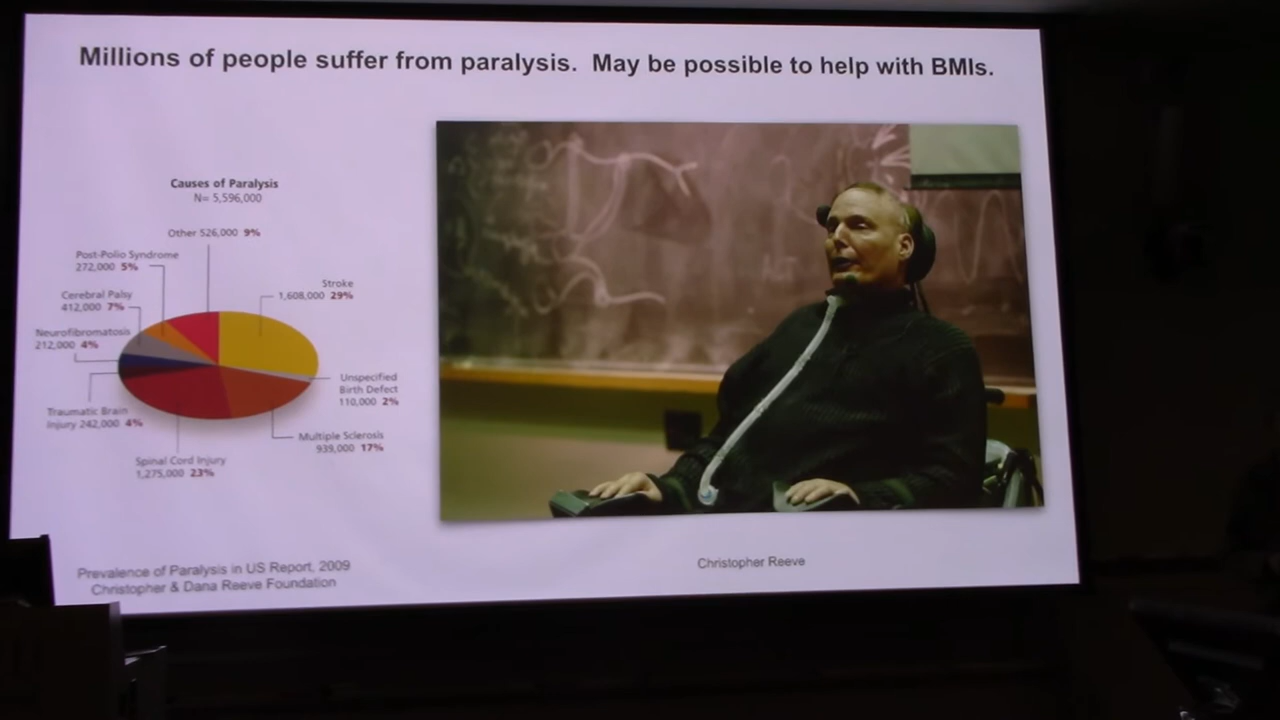 Millions of people suffer from paralysis.  May be possible to help with BMIs.
Causes of Paralysis
N= 5,596,000
Other 526,000 9%
Post-Polio Syndrome
272,000 5%
Stroke
1,608,000 29%
Cerebral Palsy
412,000 7%
Neurofibromatosis
212,000 4%
Unspecified
Birth Defect
110,000 2%
Traumatic Brain
Injury 242,000 4%
Multiple Sclerosis
939,000 17%
Spinal Cord Injury
1,275,000 23%
Prevalence of Paralysis in US Report, 2009
Christopher & Dana Reeve Foundation
Christopher Reeve